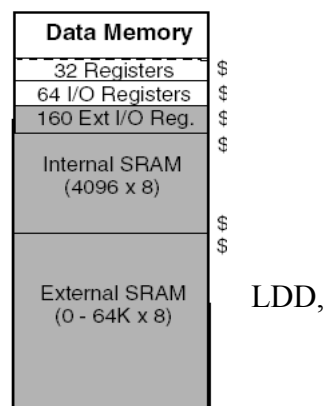 Data Memory
32 Registers $
64 I/O Registers $
160 Ext I/O Reg. $
$
Internal SRAM
(4096 x 8)
$
$
External SRAM
(0 - 64K x 8)
LDD,